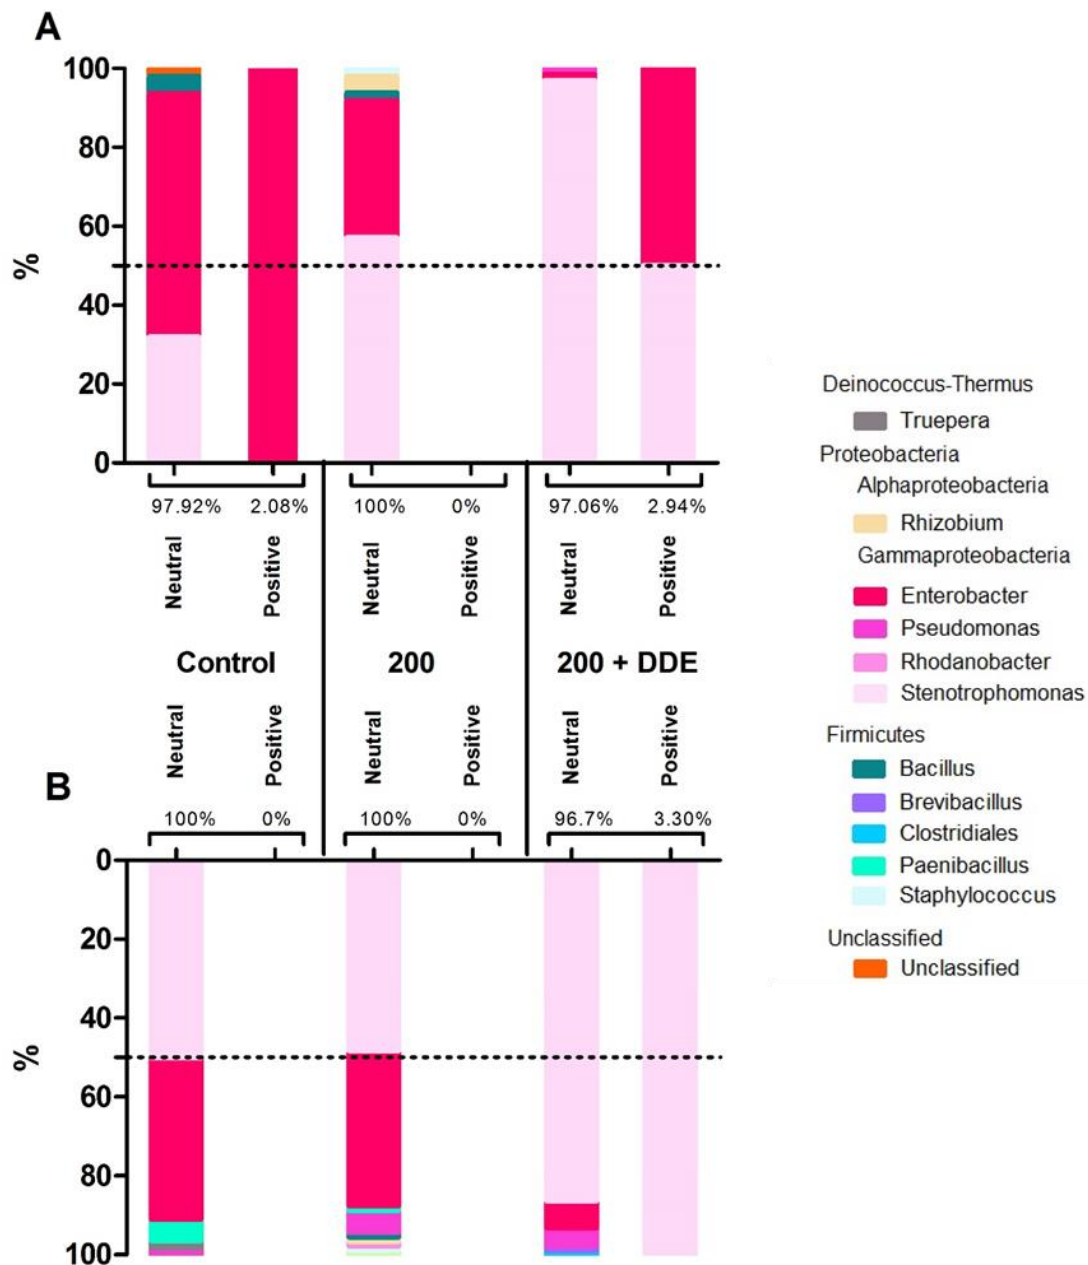 A
100
80
60
%
40
20
0
97.92% 2.08% 100% 0% 97.06% 2.94%
Neutral Positive Neutral Positive Neutral Positive
Control 200 200 + DDE
Neutral Positive Neutral Positive Neutral Positive
B
100% 0% 100% 0% 96.7% 3.30%
0
20
40
%
60
80
100
Deinococcus-Thermus
Truepera
Proteobacteria
Alphaproteobacteria
Rhizobium
Gammaproteobacteria
Enterobacter
Pseudomonas
Rhodanobacter
Stenotrophomonas
Firmicutes
Bacillus
Brevibacillus
Clostridiales
Paenibacillus
Staphylococcus
Unclassified
Unclassified